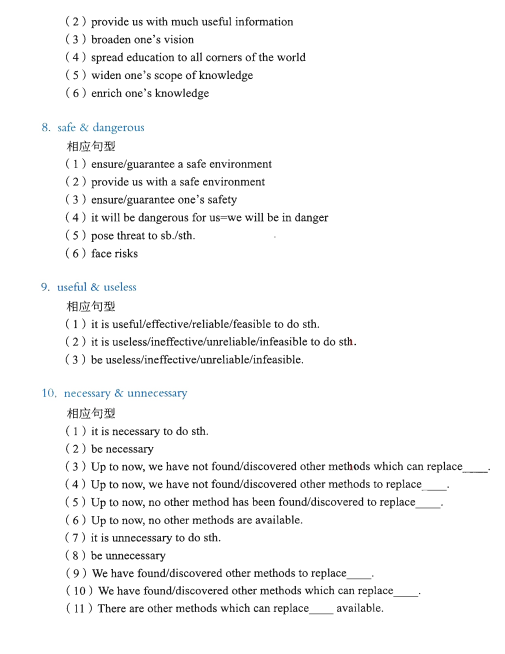 （2）provide us with much useful information
（3）broaden one's vision
（4）spread education to all corners of the world
（5）widen one's scope of knowledge
（6）enrich one's knowledge
8. safe & dangerous
相应句型
（1）ensure/guarantee a safe environment
（2）provide us with a safe environment
（3）ensure/guarantee one's safety
（4）it will be dangerous for us=we will be in danger
（5）pose threat to sb./sth.
（6）face risks
9. useful & useless
相应句型
（1）it is useful/effective/reliable/feasible to do sth.
（2）it is useless/ineffective/unreliable/infeasible to do sth.
（3）be useless/ineffective/unreliable/infeasible.
10. necessary & unnecessary
相应句型
（1）it is necessary to do sth.
（2）be necessary
（3）Up to now, we have not found/discovered other methods which can replace____.
（4）Up to now, we have not found/discovered other methods to replace____.
（5）Up to now, no other method has been found/discovered to replace____.
（6）Up to now, no other methods are available.
（7）it is unnecessary to do sth.
（8）be unnecessary
（9）We have found/discovered other methods to replace____.
（10）We have found/discovered other methods which can replace____.
（11）There are other methods which can replace____ available.